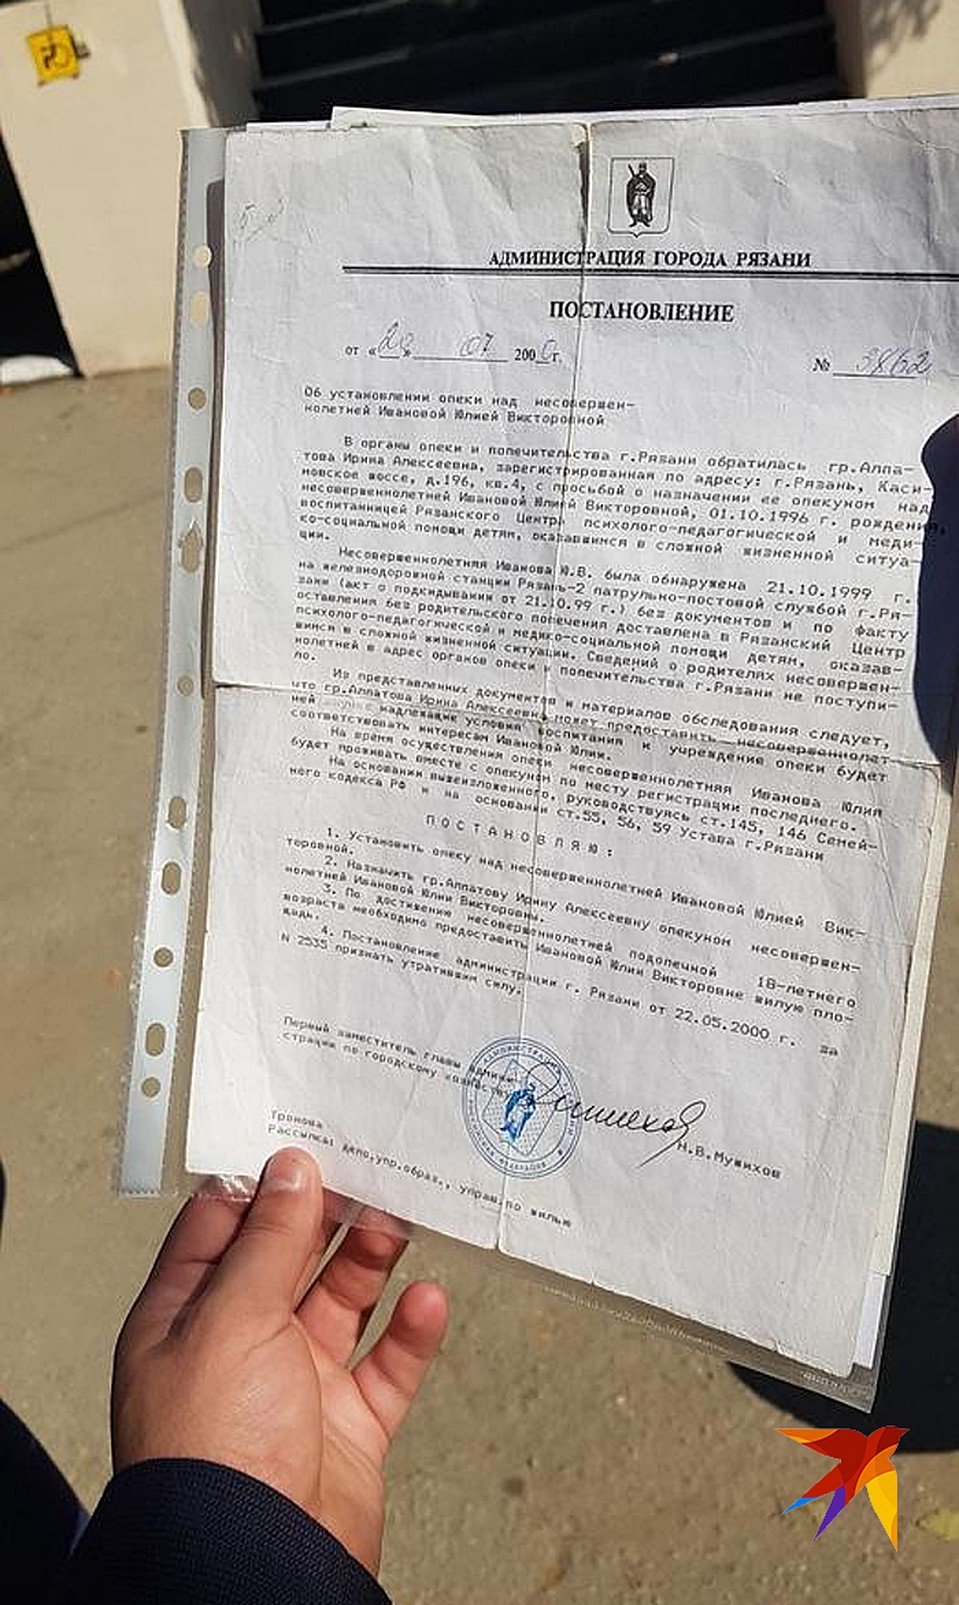 АДМИНИСТРАЦИЯ ГОРОДА РЯЗАНИ
ПОСТАНОВЛЕНИЕ
от « » 07 2000г.
№ 3862
Об установлении опеки над несовершен-
нолетней Ивановой Юлией Викторовной
В органы опеки и попечительства г.Рязани обратилась гр.Алпа-
това Ирина Алексеевна, зарегистрированная по адресу: г.Рязань, Каси-
мовское шоссе, д.196, кв.4, с просьбой о назначении ее опекуном над
несовершеннолетней Ивановой Юлией Викторовной, 01.10.1996 г. рождения,
воспитанницей Рязанского Центра психолого-педагогической и меди-
ко-социальной помощи детям, оказавшимся в сложной жизненной ситуа-
ции.
Несовершеннолетняя Иванова Ю.В. была обнаружена 21.10.1999 г.
на железнодорожной станции Рязань-2 патрульно-постовой службой г.Ря-
зани (акт о подкидывании от 21.10.99 г.) без документов и по факту
оставления без родительского попечения доставлена в Рязанский Центр
психолого-педагогической и медико-социальной помощи детям, оказав-
шимся в сложной жизненной ситуации. Сведений о родителях несовершен-
нолетней в адрес органов опеки и попечительства г.Рязани не поступи-
ло.
Из представленных документов и материалов обследования следует,
что гр.Алпатова Ирина Алексеевна может предоставить несовершеннолет-
ней надлежащие условия воспитания и учреждение опеки будет
соответствовать интересам Ивановой Юлии.
На время осуществления опеки несовершеннолетняя Иванова Юлия
будет проживать вместе с опекуном по месту регистрации последнего.
На основании вышеизложенного, руководствуясь ст.145, 146 Семей-
ного кодекса РФ и на основании ст.55, 56, 59 Устава г.Рязани
ПОСТАНОВЛЯЮ:
1. Установить опеку над несовершеннолетней Ивановой Юлией Вик-
торовной.
2. Назначить гр.Алпатову Ирину Алексеевну опекуном несовершен-
нолетней Ивановой Юлии Викторовны.
3. По достижение несовершеннолетней подопечной 18-летнего
возраста необходимо предоставить Ивановой Юлии Викторовне жилую пло-
щадь.
4. Постановление администрации г. Рязани от 22.05.2000 г. за
N 2535 признать утратившим силу.
Первый заместитель главы админи-
страции по городскому хозяйству
Н.В.Мужихов
Тронова
Рассылка: дело,упр.образ., управ.по жилью